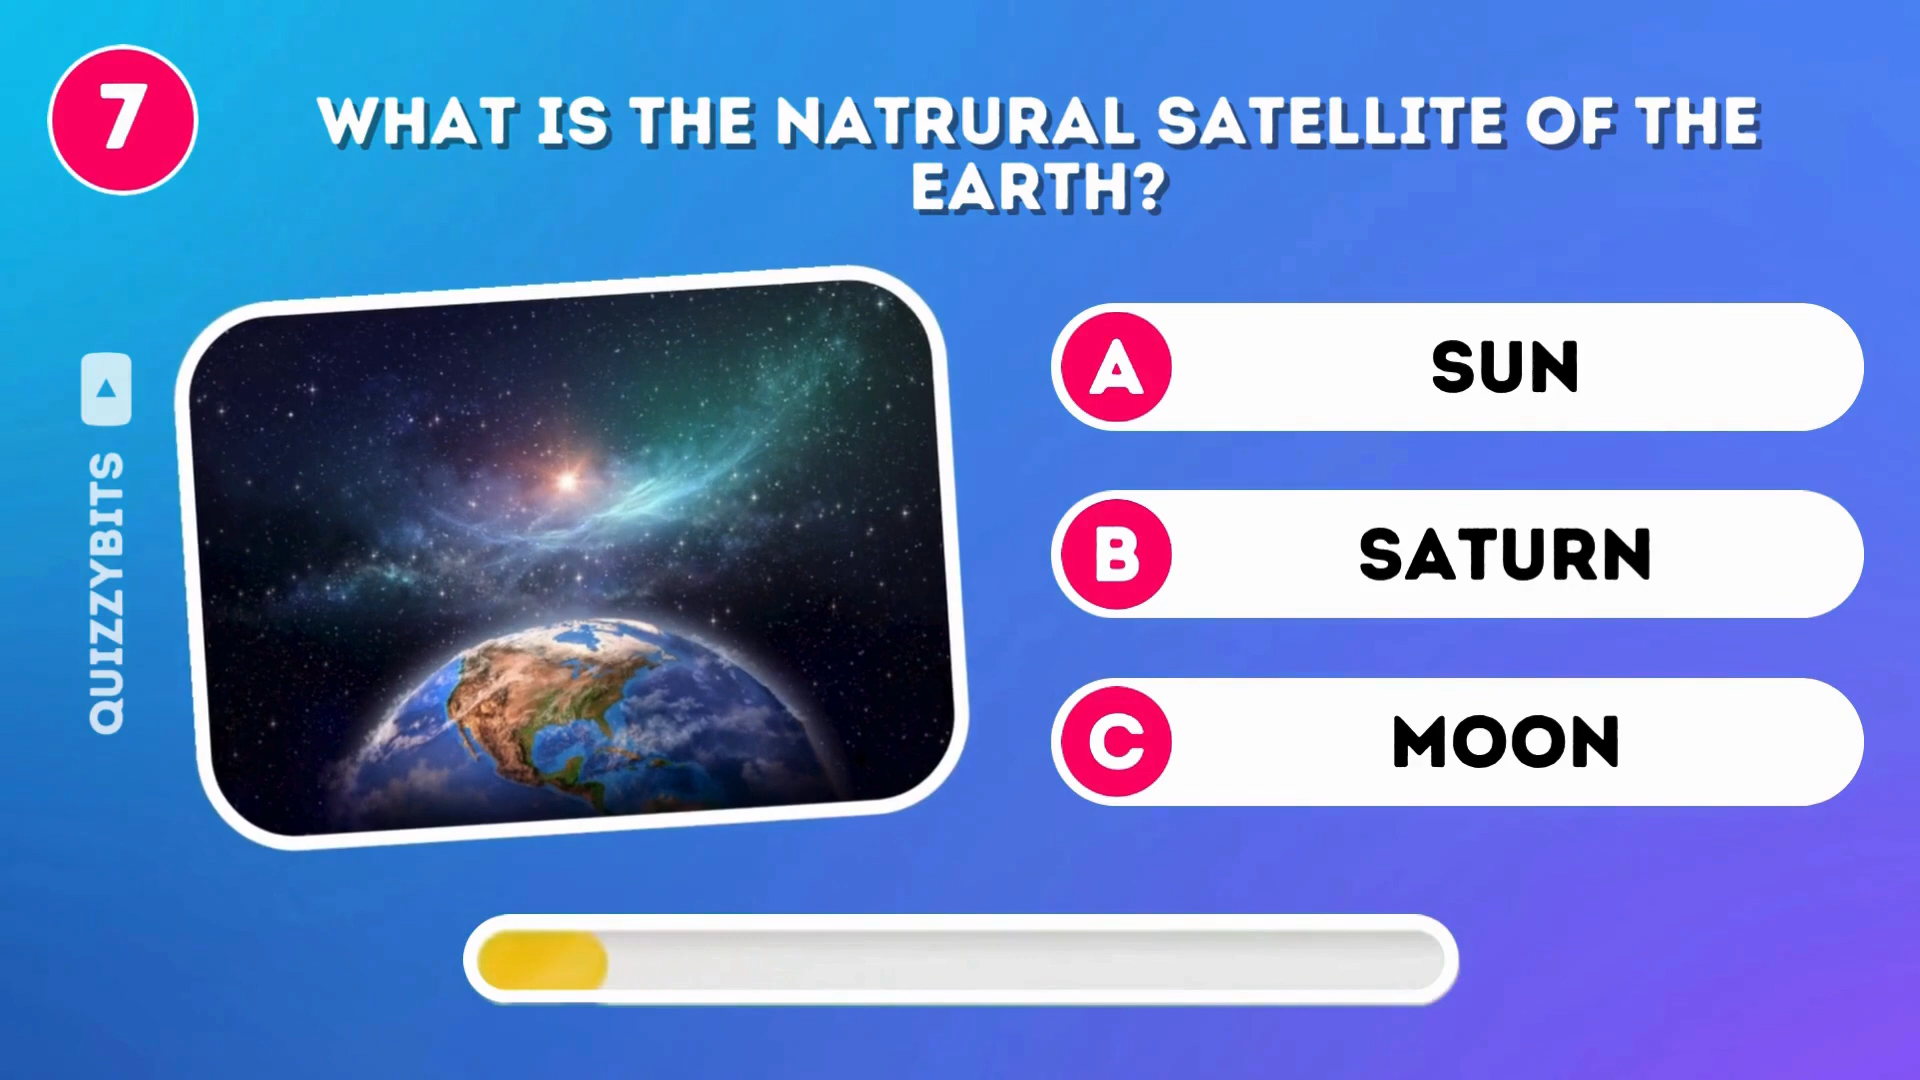 7
WHAT IS THE NATRURAL SATELLITE OF THE
EARTH?
QUIZZYBITS
A SUN
B SATURN
C MOON